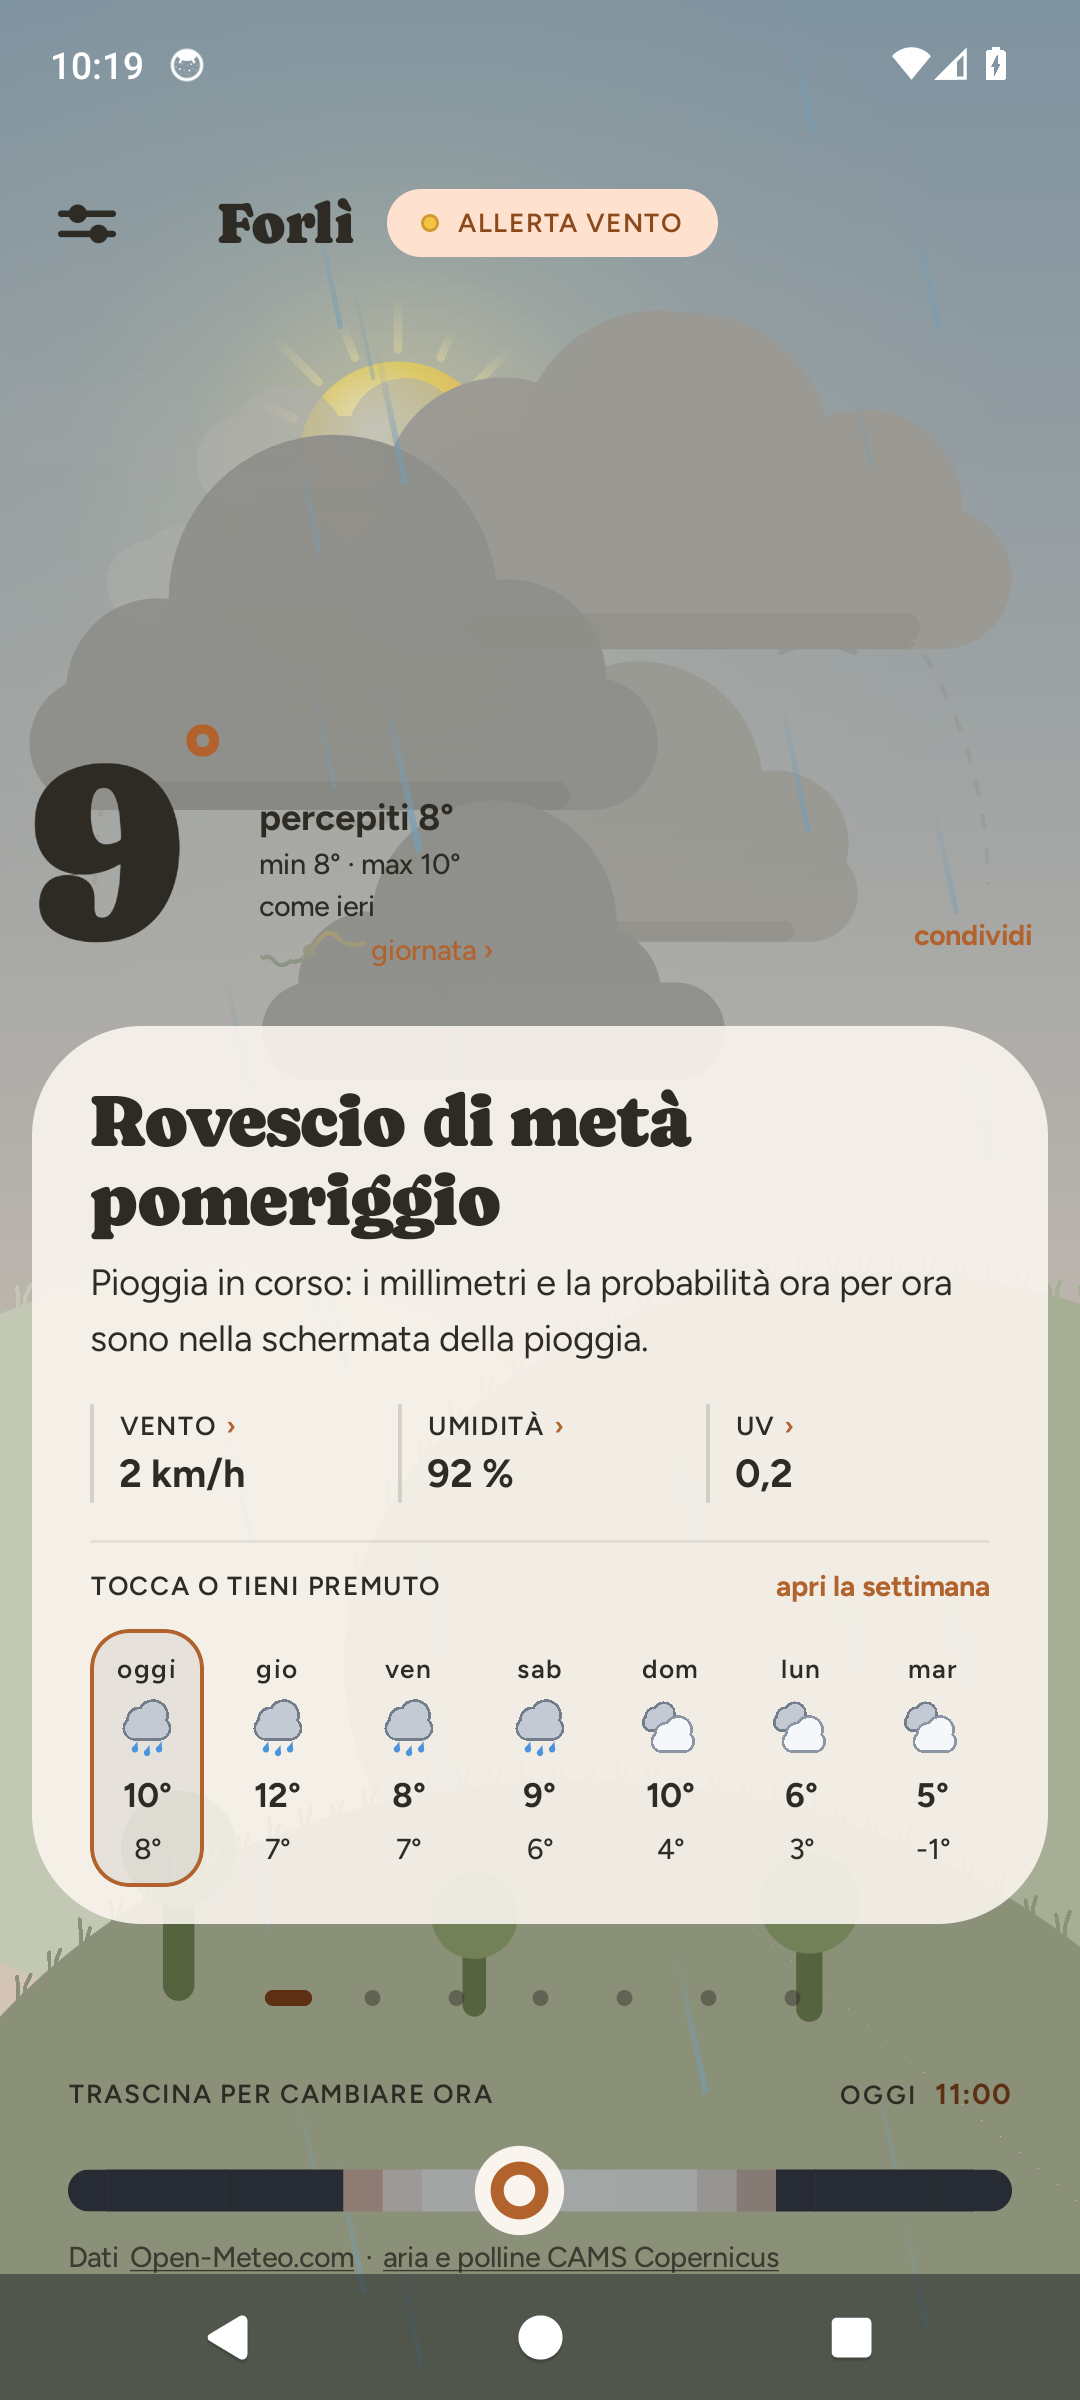 10:19
Forlì
ALLERTA VENTO
9°
percepiti 8°
min 8° · max 10°
come ieri
giornata ›
condividi
Rovescio di metà
pomeriggio
Pioggia in corso: i millimetri e la probabilità ora per ora
sono nella schermata della pioggia.
VENTO › UMIDITÀ › UV ›
2 km/h 92 % 0,2
TOCCA O TIENI PREMUTO apri la settimana
oggi gio ven sab dom lun mar
10° 12° 8° 9° 10° 6° 5°
8° 7° 7° 6° 4° 3° -1°
TRASCINA PER CAMBIARE ORA OGGI 11:00
Dati Open-Meteo.com · aria e polline CAMS Copernicus